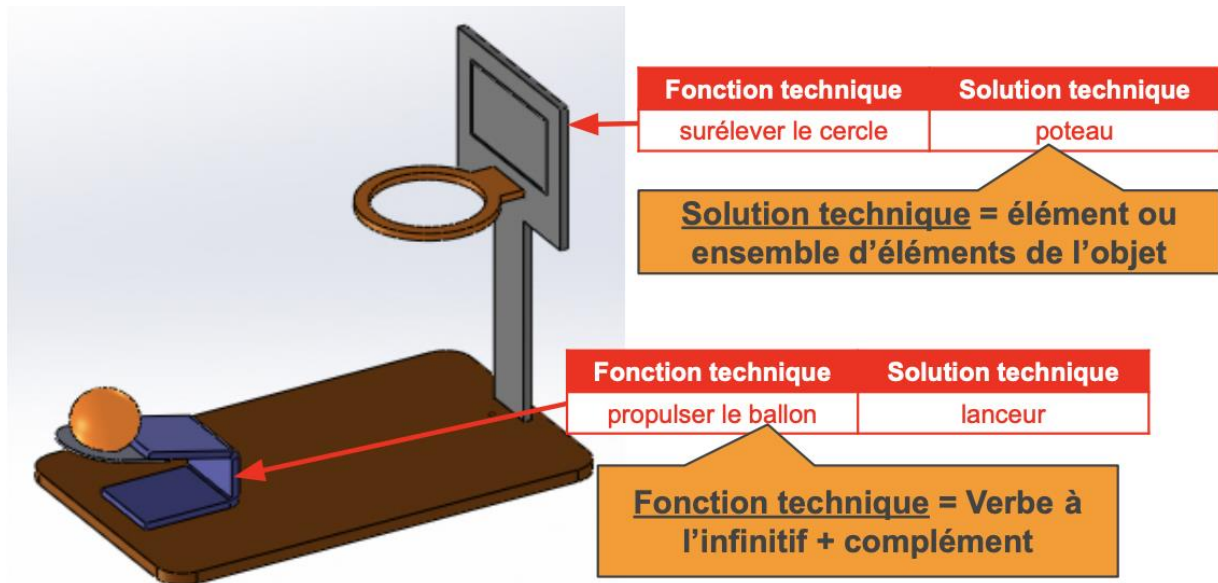 Fonction technique Solution technique
surélever le cercle poteau
Solution technique = élément ou
ensemble d’éléments de l’objet
Fonction technique Solution technique
propulser le ballon lanceur
Fonction technique = Verbe à
l’infinitif + complément